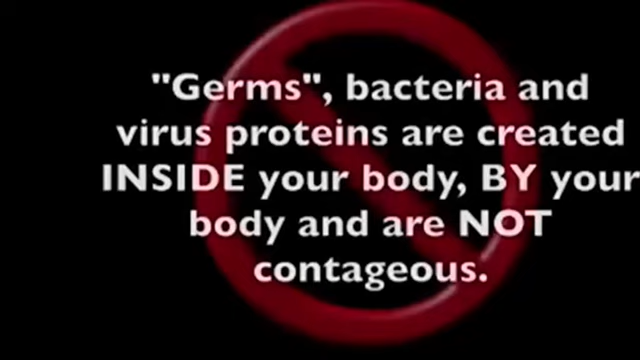 "Germs", bacteria and
virus proteins are created
INSIDE your body, BY your
body and are NOT
contageous.